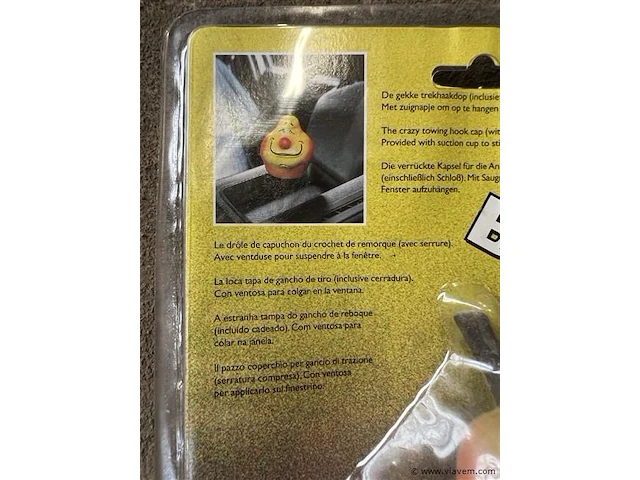 De gekke trekhaakdop (inclusie
Met zuignapje om op te hangen
The crazy towing hook cap (wit
Provided with suction cup to sti
Die verrückte Kapsel für die An
(einschließlich Schloß). Mit Saug
Fenster aufzuhängen.
Le drôle de capuchon du crochet de remorque (avec serrure).
Avec ventouse pour suspendre à la fenêtre.
La loca tapa de gancho de tiro (inclusive cerradura).
Con ventosa para colgar en la ventana.
A estranha tampa do gancho de reboque
(incluido cadeado). Com ventosa para
colar na janela.
Il pazzo coperchio per gancio di trazione
(serratura compresa). Con ventosa
per applicarlo sul finestrino.
© www.viavem.com